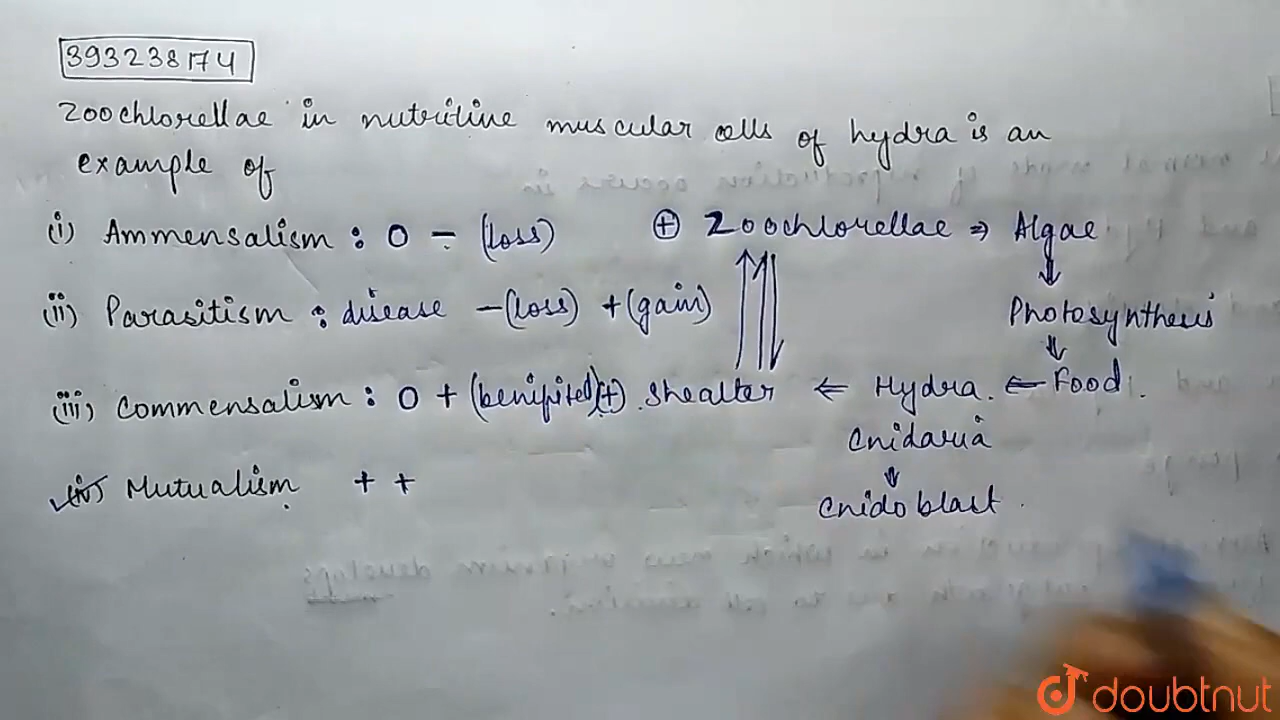 393238174
Zoochlorellae in nutritive muscular cells of hydra is an
example of
(i) Ammensalism : 0 - (loss) (+) Zoochlorellae ⇒ Algae
(ii) Parasitism : disease -(loss) +(gain) Photosynthesis
(iii) Commensalism : 0 + (benifited) (+) Shealter ⇐ Hydra. ⇐ Food.
Cnidaria
(iv) Mutualism + +
Cnidoblast.
doubtnut